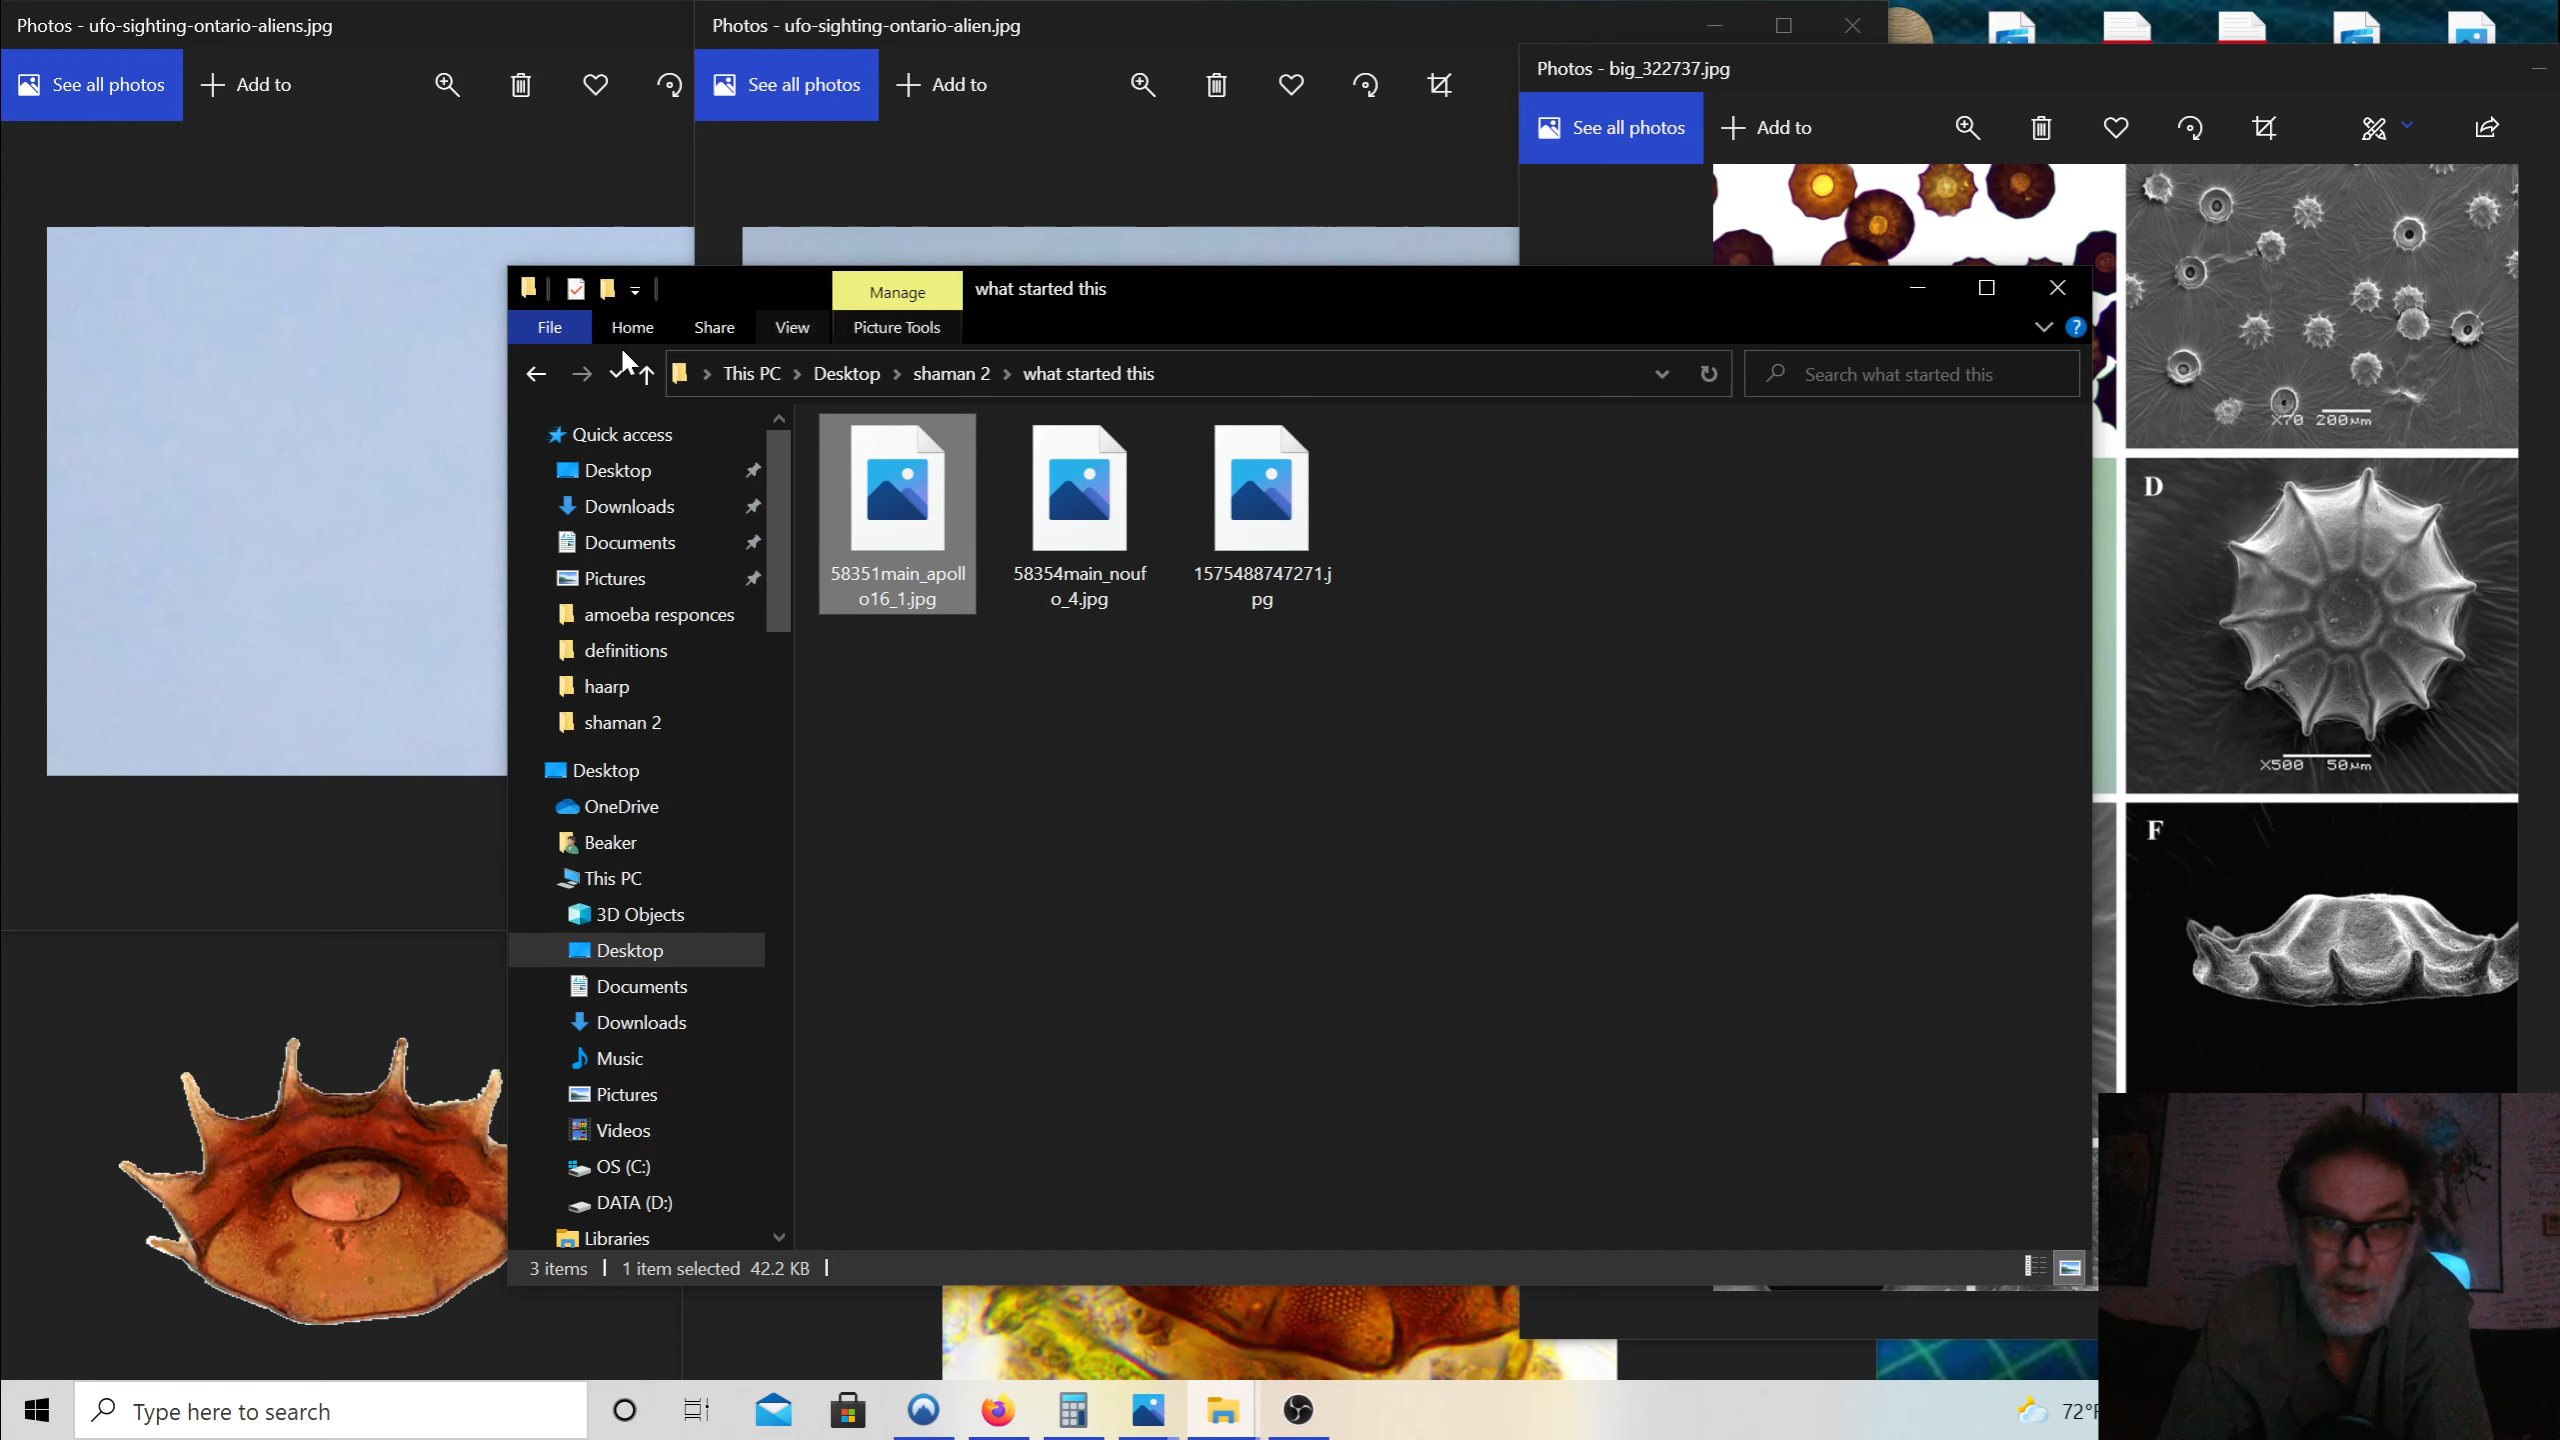 Photos - ufo-sighting-ontario-aliens.jpg
See all photos
Add to
Photos - ufo-sighting-ontario-alien.jpg
See all photos
Add to
Photos - big_322737.jpg
See all photos
Add to
X70 200µm
D
X500 50µm
F
Manage
what started this
File
Home
Share
View
Picture Tools
This PC
Desktop
shaman 2
what started this
Search what started this
Quick access
Desktop
Downloads
Documents
Pictures
amoeba responces
definitions
haarp
shaman 2
Desktop
OneDrive
Beaker
This PC
3D Objects
Desktop
Documents
Downloads
Music
Pictures
Videos
OS (C:)
DATA (D:)
Libraries
58351main_apoll
o16_1.jpg
58354main_nouf
o_4.jpg
1575488747271.j
pg
3 items
1 item selected 42.2 KB
Type here to search
72°F